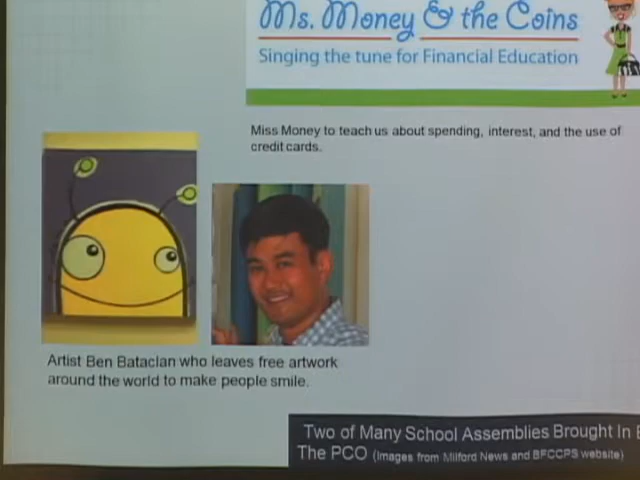 Ms. Money & the Coins
Singing the tune for Financial Education
Miss Money to teach us about spending, interest, and the use of
credit cards.
Artist Ben Bataclan who leaves free artwork
around the world to make people smile.
Two of Many School Assemblies Brought In
The PCO (Images from Milford News and BFCCPS website)